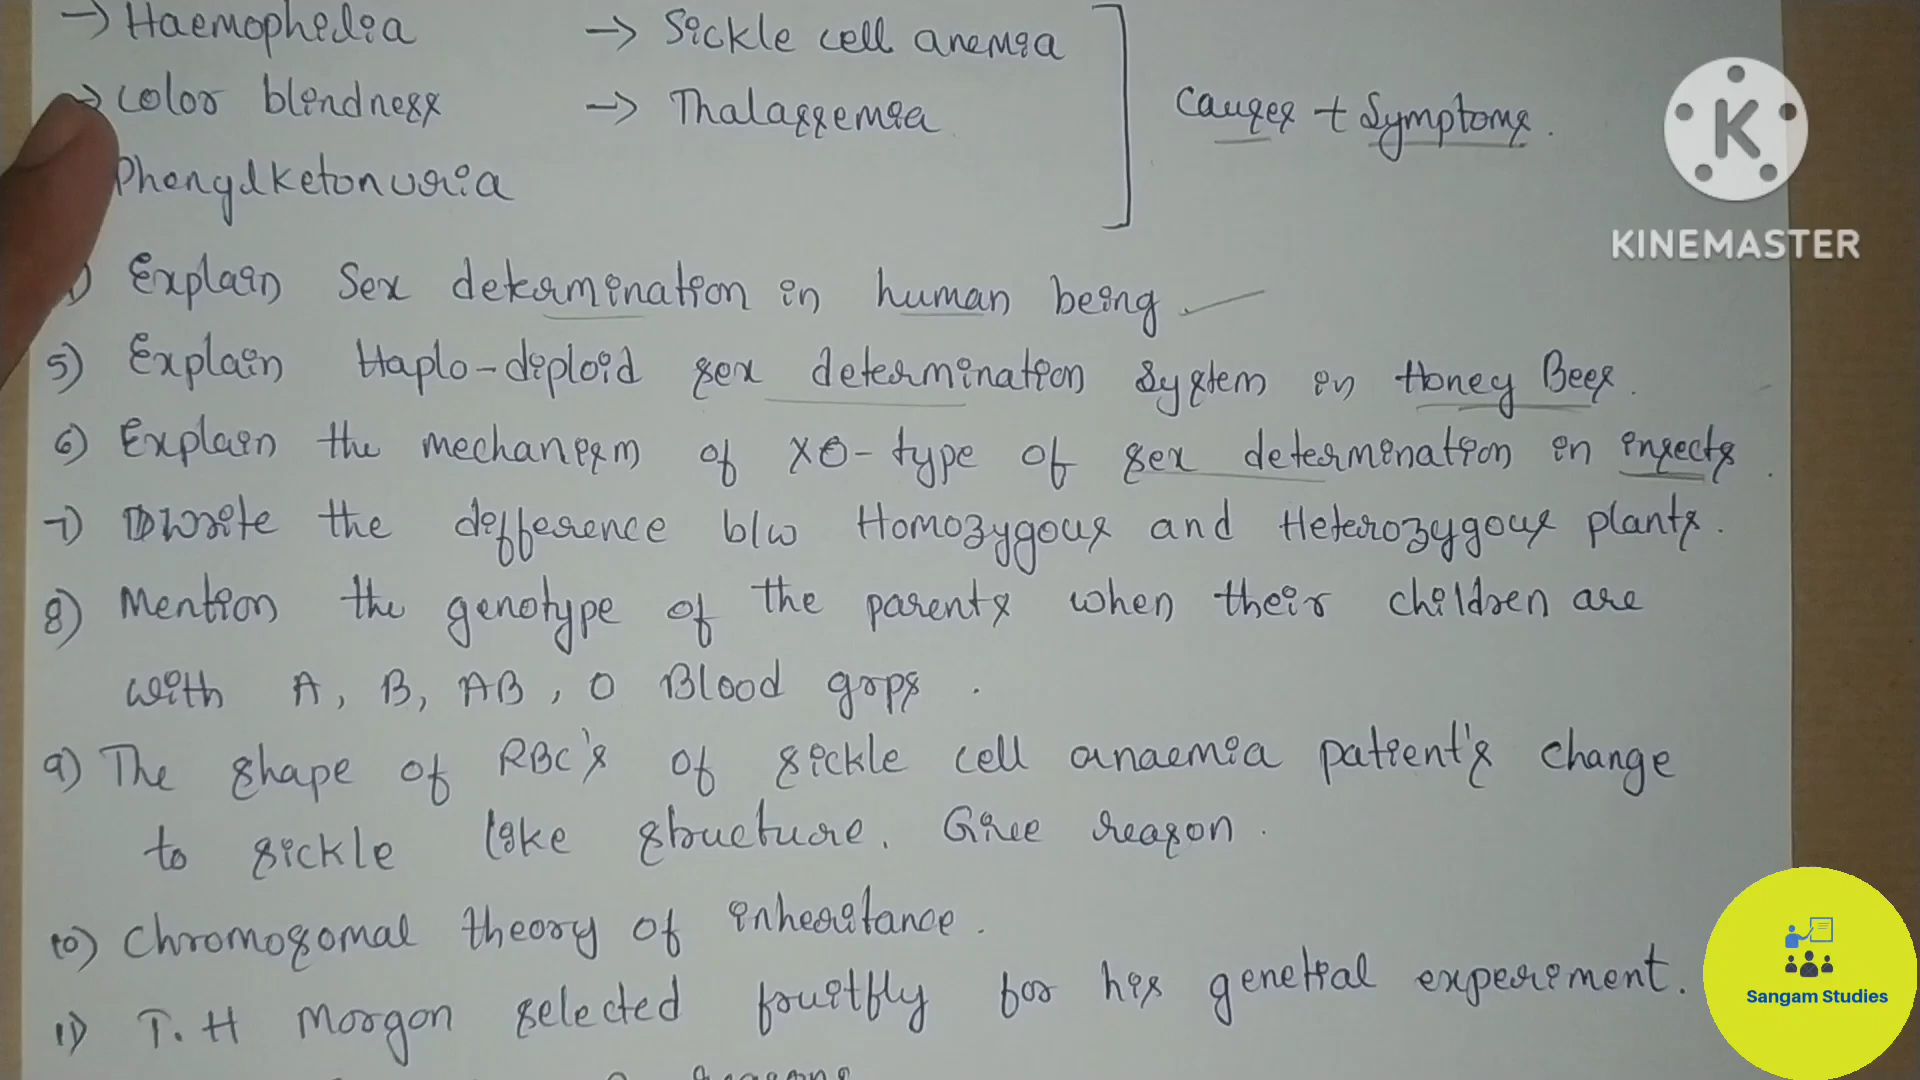 → Haemophilia → Sickle cell anemia
→ Color blindness → Thalassemia
Causes + Symptoms.
Phenylketonuria
K
KINEMASTER
) Explain Sex determination in human being
5) Explain Haplo-diploid sex determination System in Honey Bees.
6) Explain the mechanism of XO-type of sex determination in insects.
7) Write the difference b/w Homozygous and Heterozygous plants.
8) Mention the genotype of the parents when their children are
with A, B, AB, O Blood grps.
9) The shape of RBC's of sickle cell anaemia patient's change
to sickle like structure. Give reason.
10) Chromosomal theory of inheritance.
11) T.H Morgon selected fruitfly for his genetial experiment.
Sangam Studies